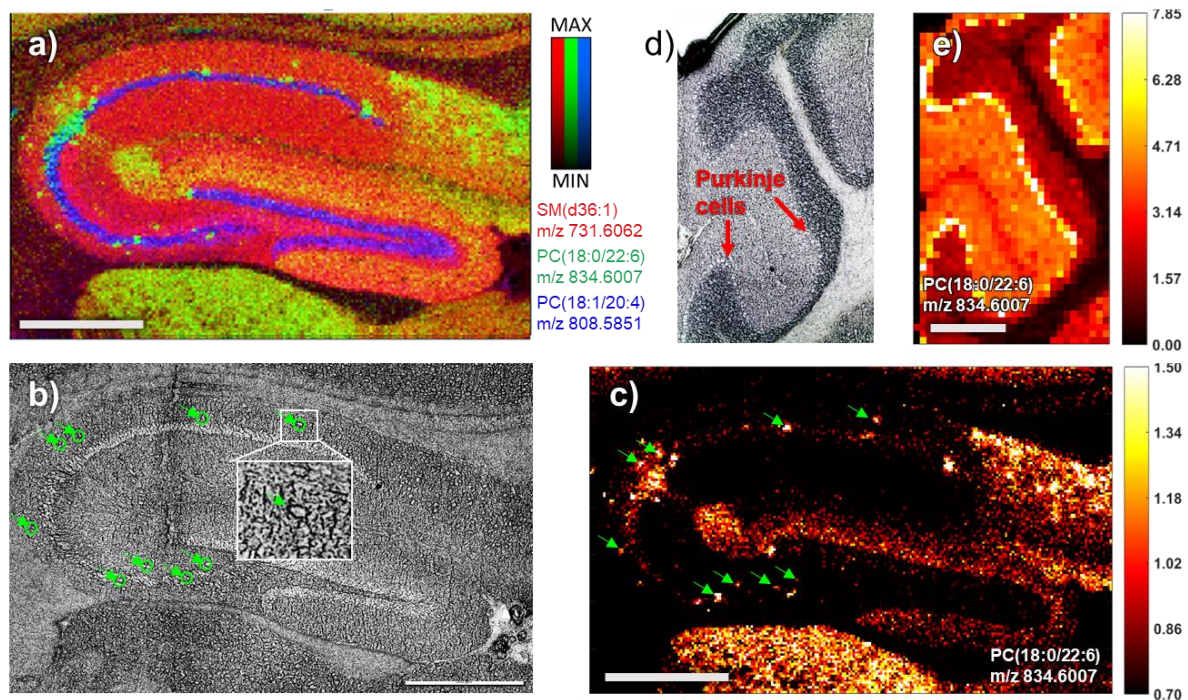 a)
MAX
MIN
SM(d36:1)
m/z 731.6062
PC(18:0/22:6)
m/z 834.6007
PC(18:1/20:4)
m/z 808.5851
d)
Purkinje
cells
e)
PC(18:0/22:6)
m/z 834.6007
7.85
6.28
4.71
3.14
1.57
0.00
b)
c)
PC(18:0/22:6)
m/z 834.6007
1.50
1.34
1.18
1.02
0.86
0.70